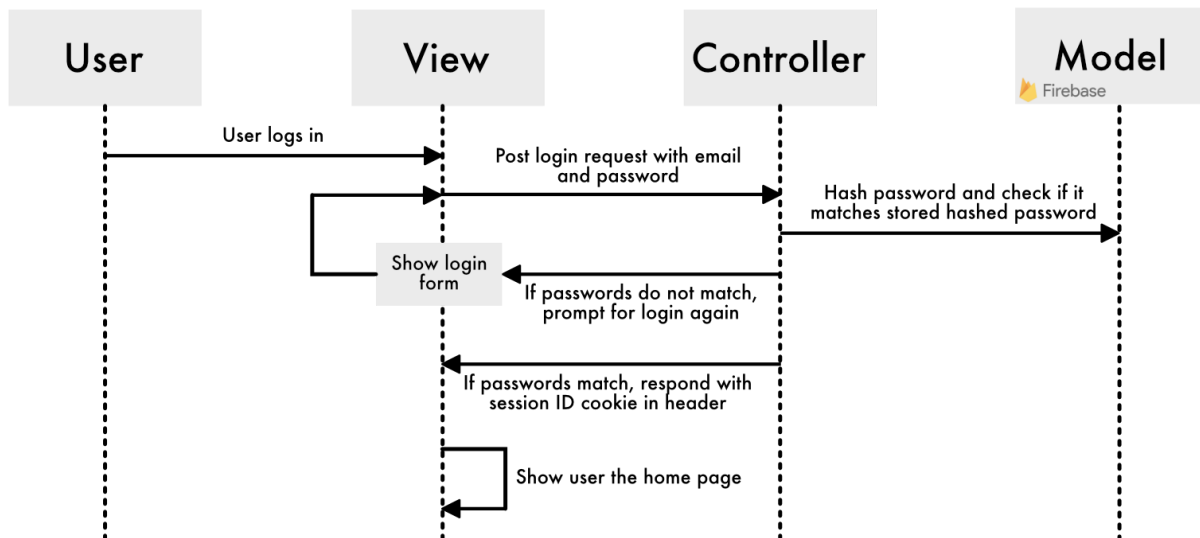 User
View
Controller
Model
Firebase
User logs in
Post login request with email
and password
Hash password and check if it
matches stored hashed password
Show login
form
If passwords do not match,
prompt for login again
If passwords match, respond with
session ID cookie in header
Show user the home page